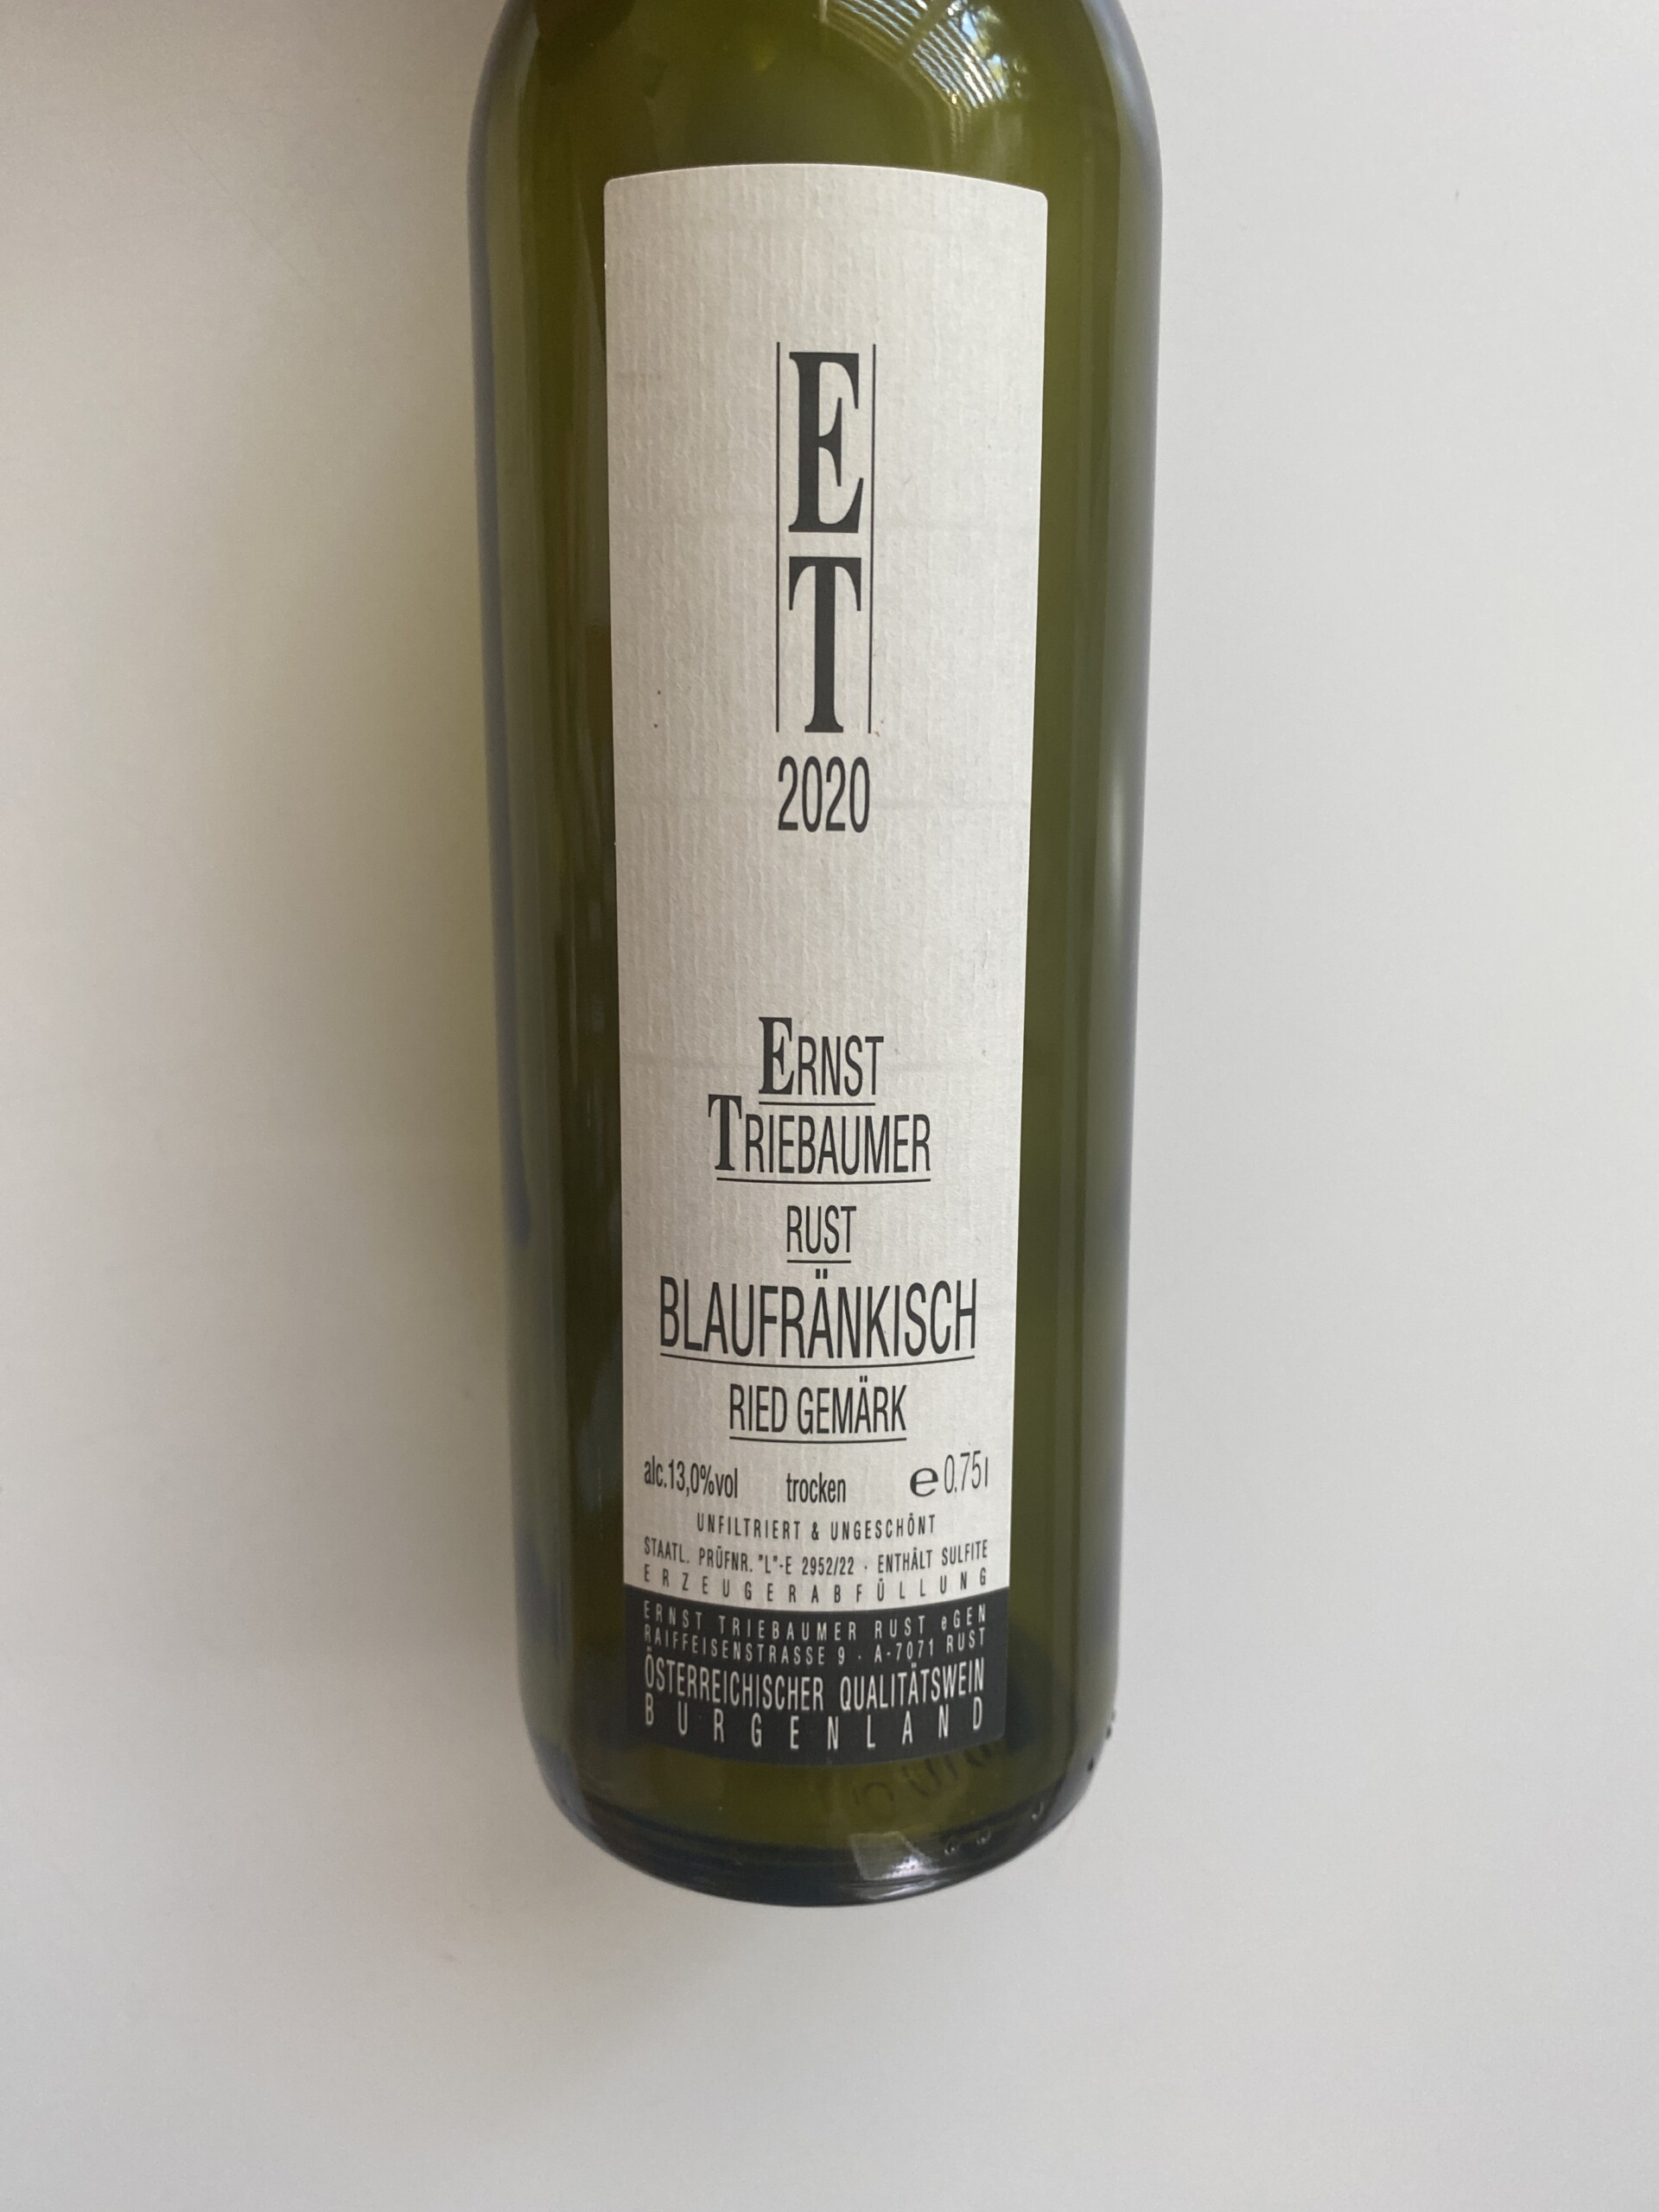 E
T
2020
ERNST
TRIEBAUMER
RUST
BLAUFRÄNKISCH
RIED GEMÄRK
alc.13,0%vol trocken e 0.75l
UNFILTRIERT & UNGESCHÖNT
STAATL. PRÜFNR. "L"-E 2952/22 · ENTHÄLT SULFITE
ERZEUGERABFÜLLUNG
ERNST TRIEBAUMER RUST eGEN
RAIFFEISENSTRASSE 9 · A-7071 RUST
ÖSTERREICHISCHER QUALITÄTSWEIN
BURGENLAND